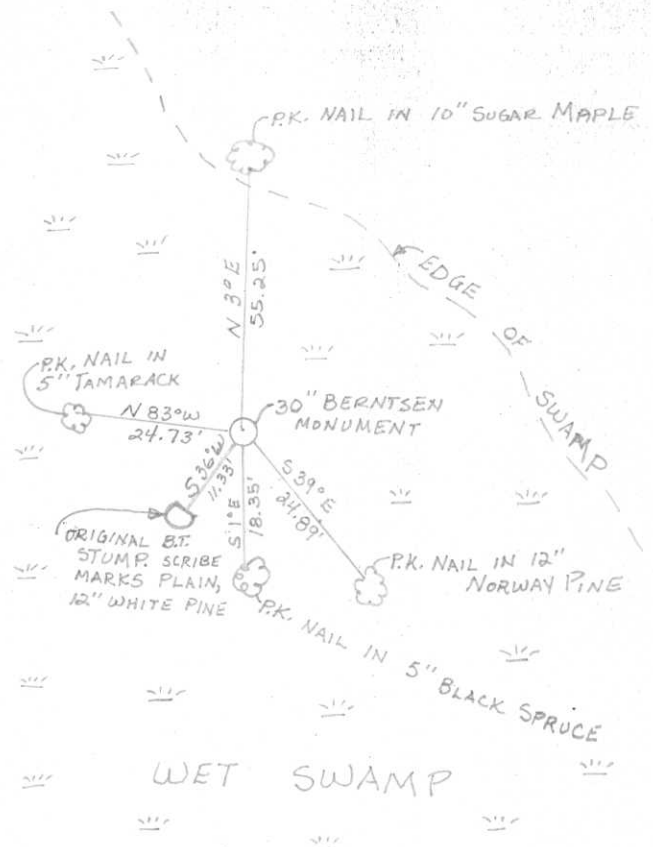 P.K. NAIL IN 10" SUGAR MAPLE
EDGE OF SWAMP
N 3°E
55.25'
P.K. NAIL IN
5" TAMARACK
N 83°W
24.73'
30" BERNTSEN
MONUMENT
S 36°W
11.33'
S 1°E
18.35'
S 39°E
24.89'
ORIGINAL B.T.
STUMP. SCRIBE
MARKS PLAIN,
12" WHITE PINE
P.K. NAIL IN 12"
NORWAY PINE
P.K. NAIL IN 5" BLACK SPRUCE
WET SWAMP